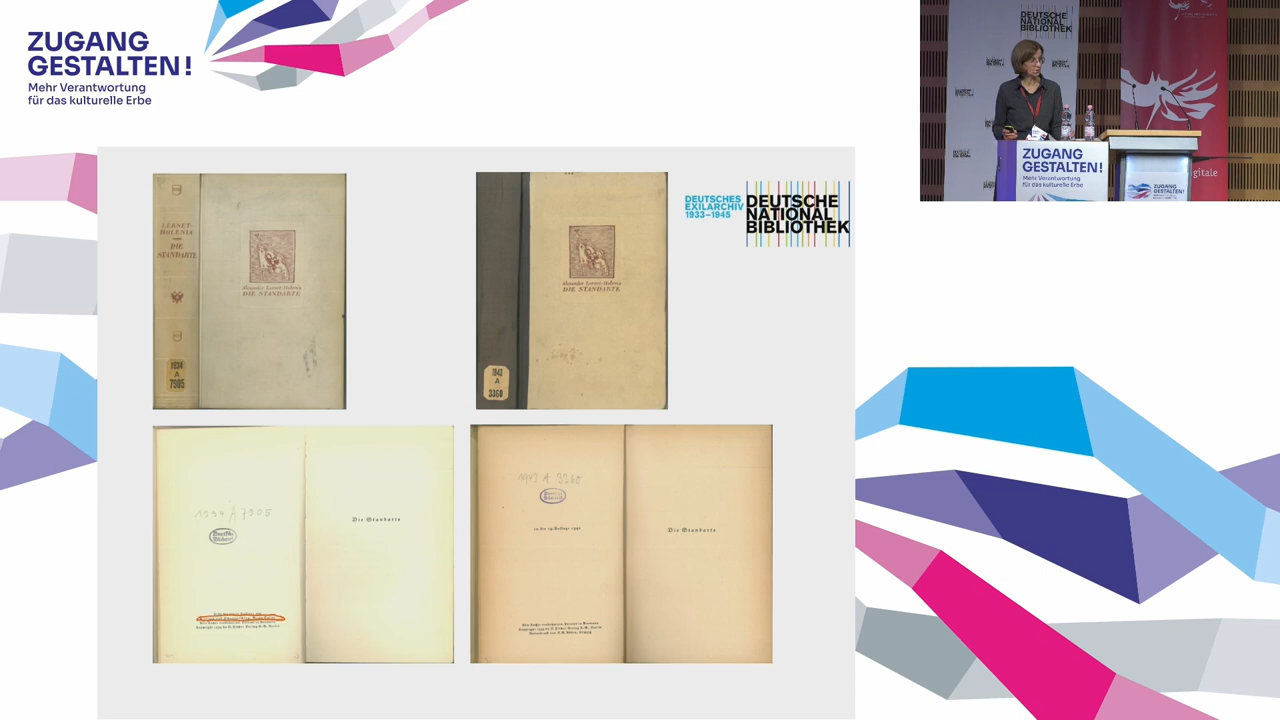 ZUGANG
GESTALTEN!
Mehr Verantwortung
für das kulturelle Erbe
DEUTSCHE
NATIONAL
BIBLIOTHEK
ZUGANG
GESTALTEN!
Mehr Verantwortung
für das kulturelle Erbe
ZUGANG
GESTALTEN!
LERNET-
HOLENIA
DIE
STANDARTE
1934
A
7905
Alexander Lernet-Holenia
DIE STANDARTE
1943
A
3360
Alexander Lernet-Holenia
DIE STANDARTE
DEUTSCHES
EXILARCHIV
1933–1945
DEUTSCHE
NATIONAL
BIBLIOTHEK
1934 A 7905
Die Standarte
1943 A 3360
Die Standarte